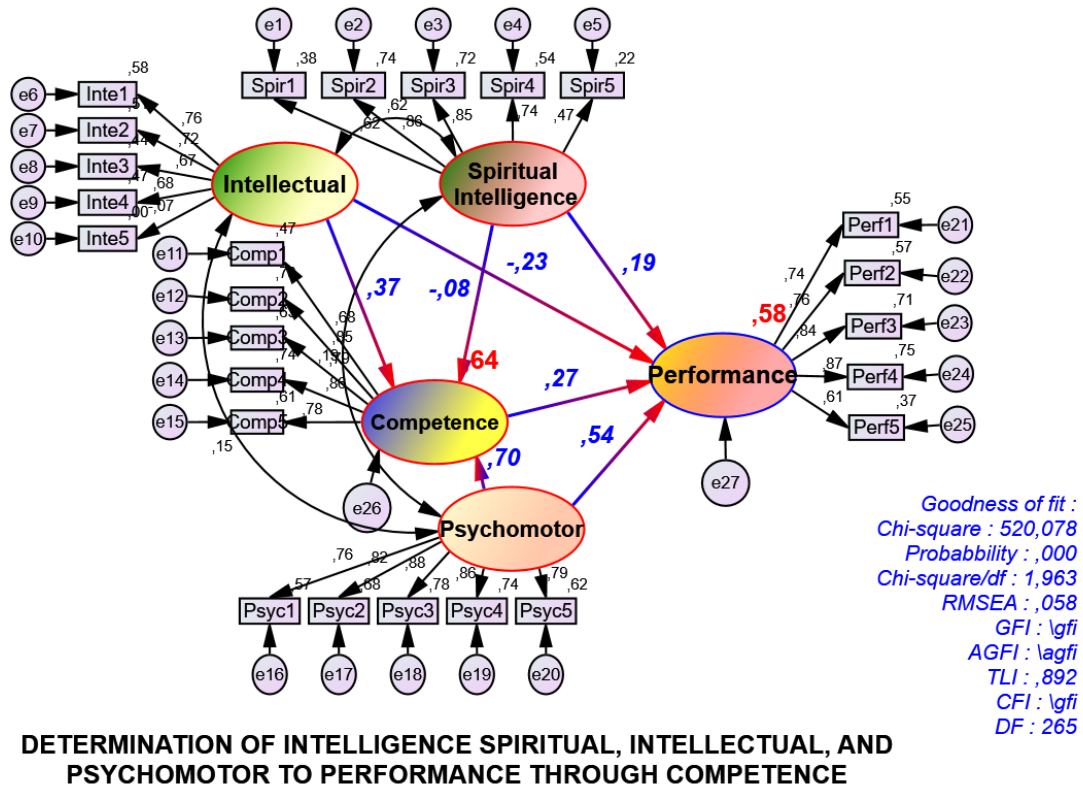 e1
e2
e3
e4
e5
,38
,74
,72
,54
,22
Spir1
Spir2
Spir3
Spir4
Spir5
,62
,86
,85
,74
,47
,62
e6
Inte1
,58
,76
e7
Inte2
,72
e8
Inte3
,44
,67
e9
Inte4
,47
,68
e10
Inte5
,00
-,07
Intellectual
Spiritual
Intelligence
e11
Comp1
,47
,68
e12
Comp2
,85
e13
Comp3
e14
Comp4
,74
,86
e15
Comp5
,61
,78
,37
-,08
-,23
,19
,64
,58
Competence
Performance
,27
,54
,70
,15
e26
e27
Psychomotor
Perf1
,55
e21
,74
Perf2
,57
e22
,76
Perf3
,71
e23
,84
Perf4
,75
e24
,87
Perf5
,37
e25
,61
,76
,82
,88
,86
,79
,57
,68
,78
,74
,62
Psyc1
Psyc2
Psyc3
Psyc4
Psyc5
e16
e17
e18
e19
e20
Goodness of fit :
Chi-square : 520,078
Probabbility : ,000
Chi-square/df : 1,963
RMSEA : ,058
GFI : \gfi
AGFI : \agfi
TLI : ,892
CFI : \gfi
DF : 265
DETERMINATION OF INTELLIGENCE SPIRITUAL, INTELLECTUAL, AND
PSYCHOMOTOR TO PERFORMANCE THROUGH COMPETENCE